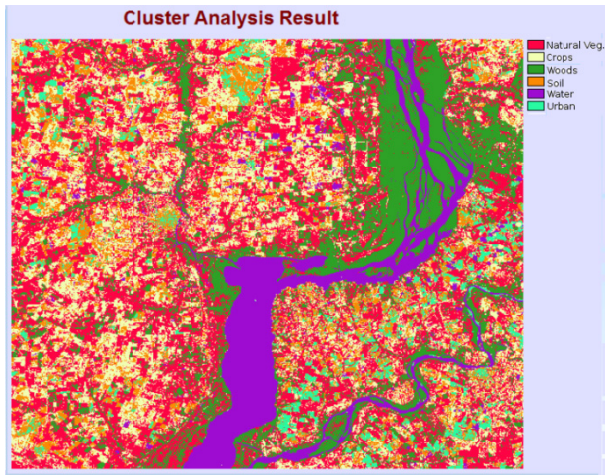 Cluster Analysis Result
Natural Veg.
Crops
Woods
Soil
Water
Urban